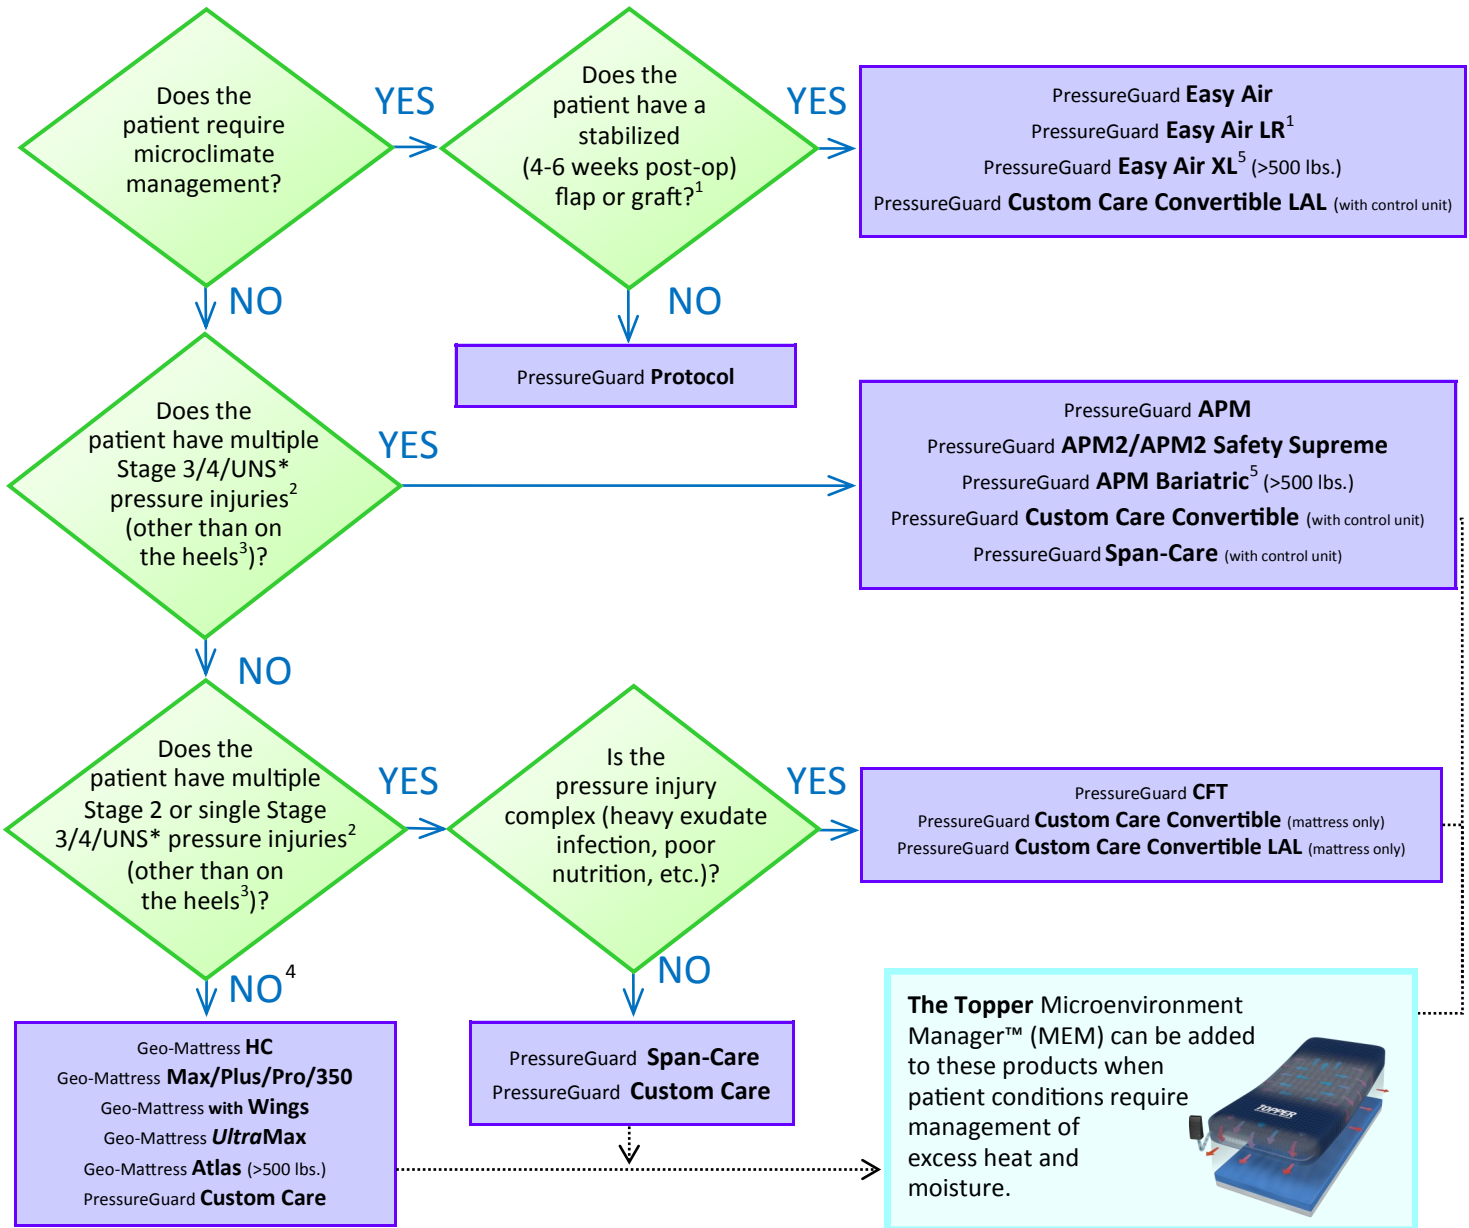 Does the
patient require
microclimate
management?
YES
Does the
patient have a
stabilized
(4-6 weeks post-op)
flap or graft?1
YES
PressureGuard Easy Air
PressureGuard Easy Air LR1
PressureGuard Easy Air XL5 (>500 lbs.)
PressureGuard Custom Care Convertible LAL (with control unit)
NO
NO
PressureGuard Protocol
Does the
patient have multiple
Stage 3/4/UNS*
pressure injuries2
(other than on
the heels3)?
YES
PressureGuard APM
PressureGuard APM2/APM2 Safety Supreme
PressureGuard APM Bariatric5 (>500 lbs.)
PressureGuard Custom Care Convertible (with control unit)
PressureGuard Span-Care (with control unit)
NO
Does the
patient have multiple
Stage 2 or single Stage
3/4/UNS* pressure injuries2
(other than on
the heels3)?
YES
Is the
pressure injury
complex (heavy exudate
infection, poor
nutrition, etc.)?
YES
PressureGuard CFT
PressureGuard Custom Care Convertible (mattress only)
PressureGuard Custom Care Convertible LAL (mattress only)
NO4
NO
Geo-Mattress HC
Geo-Mattress Max/Plus/Pro/350
Geo-Mattress with Wings
Geo-Mattress UltraMax
Geo-Mattress Atlas (>500 lbs.)
PressureGuard Custom Care
PressureGuard Span-Care
PressureGuard Custom Care
The Topper Microenvironment
Manager™ (MEM) can be added
to these products when
patient conditions require
management of
excess heat and
moisture.
TOPPER